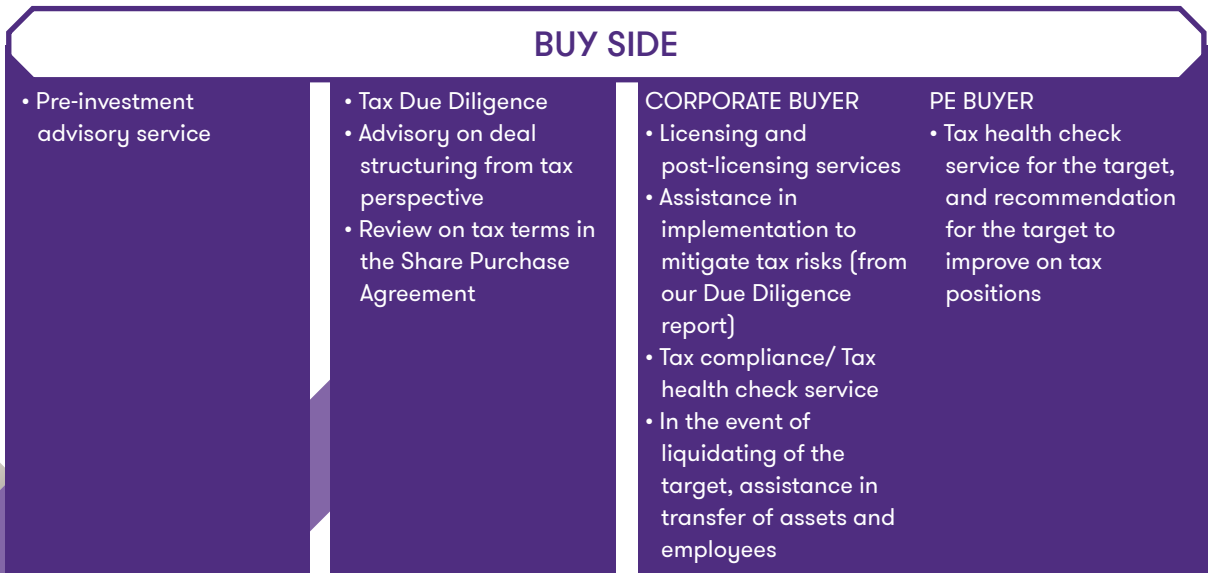 BUY SIDE
• Pre-investment
advisory service
• Tax Due Diligence
• Advisory on deal
structuring from tax
perspective
• Review on tax terms in
the Share Purchase
Agreement
CORPORATE BUYER
• Licensing and
post-licensing services
• Assistance in
implementation to
mitigate tax risks (from
our Due Diligence
report)
• Tax compliance/ Tax
health check service
• In the event of
liquidating of the
target, assistance in
transfer of assets and
employees
PE BUYER
• Tax health check
service for the target,
and recommendation
for the target to
improve on tax
positions